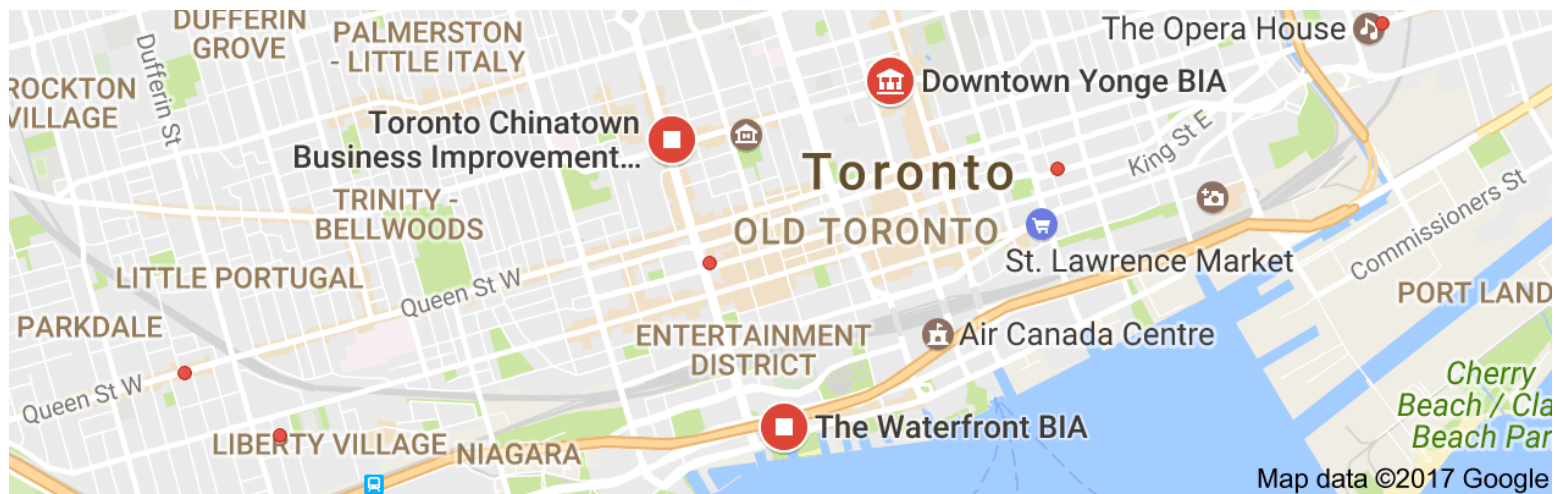 DUFFERIN
GROVE
PALMERSTON
- LITTLE ITALY
The Opera House
Dufferin St
ROCKTON
VILLAGE
Downtown Yonge BIA
Toronto Chinatown
Business Improvement...
King St E
Toronto
TRINITY -
BELLWOODS
OLD TORONTO
Commissioners St
St. Lawrence Market
LITTLE PORTUGAL
Queen St W
PORT LAND
PARKDALE
ENTERTAINMENT
DISTRICT
Air Canada Centre
Queen St W
Cherry
Beach / Cla
Beach Par
LIBERTY VILLAGE
NIAGARA
The Waterfront BIA
Map data ©2017 Google